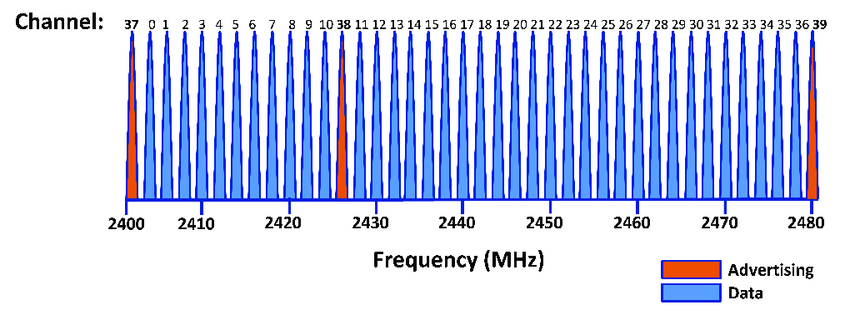 Channel: 37 0 1 2 3 4 5 6 7 8 9 10 38 11 12 13 14 15 16 17 18 19 20 21 22 23 24 25 26 27 28 29 30 31 32 33 34 35 36 39
2400 2410 2420 2430 2440 2450 2460 2470 2480
Frequency (MHz)
Advertising
Data